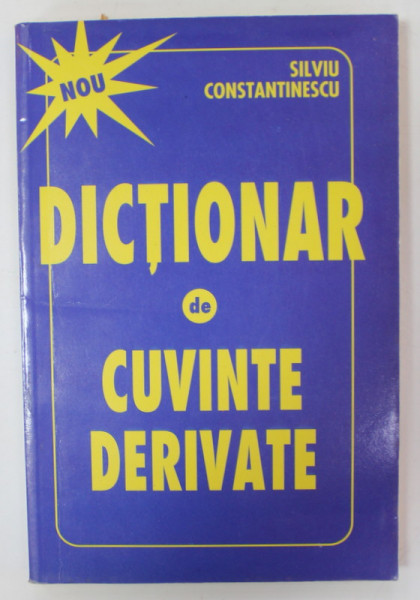 NOU
SILVIU
CONSTANTINESCU
DICȚIONAR
de
CUVINTE
DERIVATE